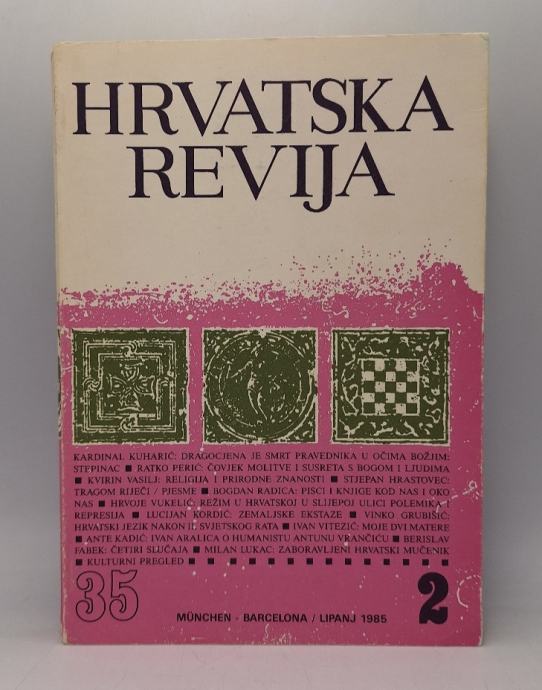 HRVATSKA
REVIJA
KARDINAL KUHARIĆ: DRAGOCJENA JE SMRT PRAVEDNIKA U OČIMA BOŽJIM:
STEPINAC ■ RATKO PERIĆ: ČOVJEK MOLITVE I SUSRETA S BOGOM I LJUDIMA
■ KVIRIN VASILJ: RELIGIJA I PRIRODNE ZNANOSTI ■ STJEPAN HRASTOVEC:
TRAGOM RIJEČI / PJESME ■ BOGDAN RADICA: PISCI I KNJIGE KOD NAS I OKO
NAS ■ HRVOJE VUKELIĆ: REŽIM U HRVATSKOJ U SLIJEPOJ ULICI POLEMIKA I
REPRESIJA ■ LUCIJAN KORDIĆ: ZEMALJSKE EKSTAZE ■ VINKO GRUBIŠIĆ:
HRVATSKI JEZIK NAKON II. SVJETSKOG RATA ■ IVAN VITEZIĆ: MOJE DVI MATERE
■ ANTE KADIĆ: IVAN ARALICA O HUMANISTU ANTUNU VRANČIĆU ■ BERISLAV
FABEK: ČETIRI SLUČAJA ■ MILAN LUKAC: ZABORAVLJENI HRVATSKI MUČENIK
■ KULTURNI PREGLED ■ ■ ■ ■ ■ ■ ■ ■ ■ ■ ■ ■ ■ ■ ■
35
MÜNCHEN - BARCELONA / LIPANJ 1985
2